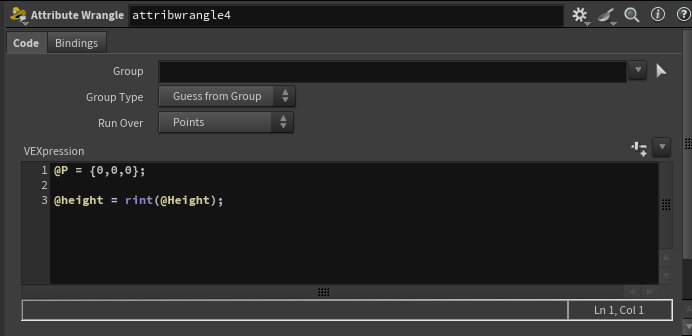 Attribute Wrangle attribwrangle4
Code Bindings
Group
Group Type Guess from Group
Run Over Points
VEXpression
1 @P = {0,0,0};
2
3 @height = rint(@Height);
Ln 1, Col 1